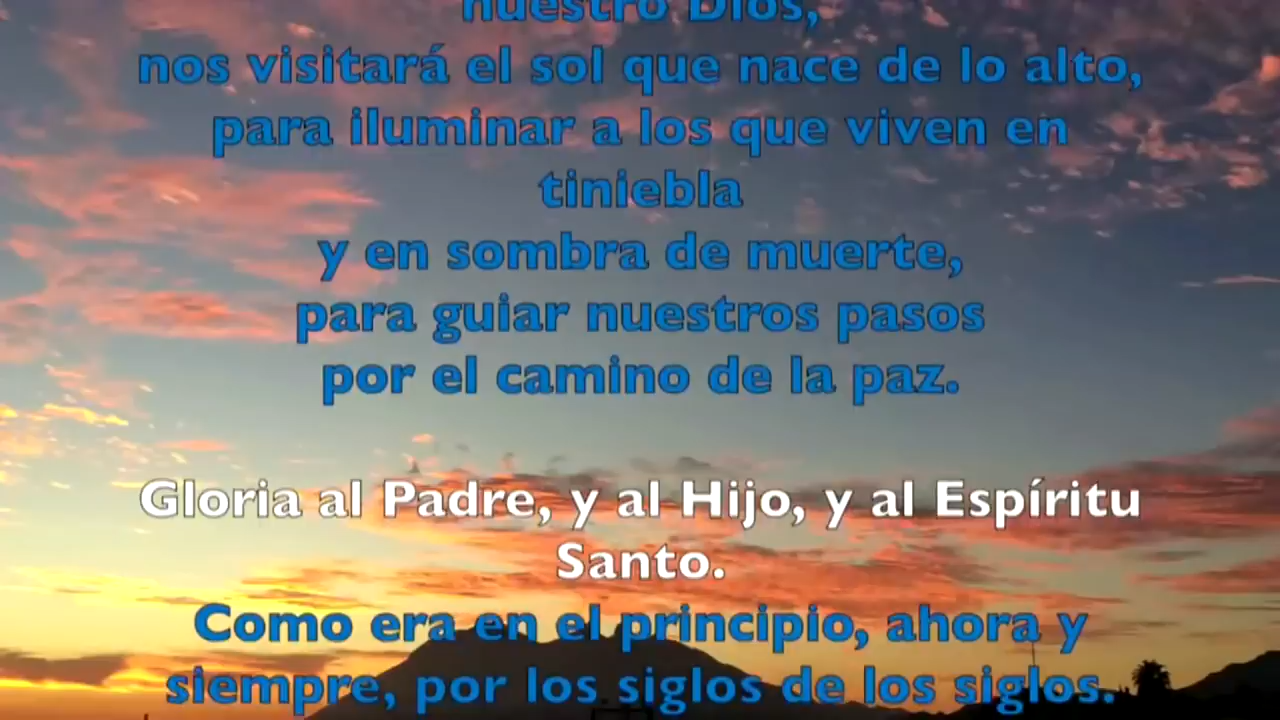 nuestro Dios,
nos visitará el sol que nace de lo alto,
para iluminar a los que viven en
tiniebla
y en sombra de muerte,
para guiar nuestros pasos
por el camino de la paz.
Gloria al Padre, y al Hijo, y al Espíritu
Santo.
Como era en el principio, ahora y
siempre, por los siglos de los siglos.